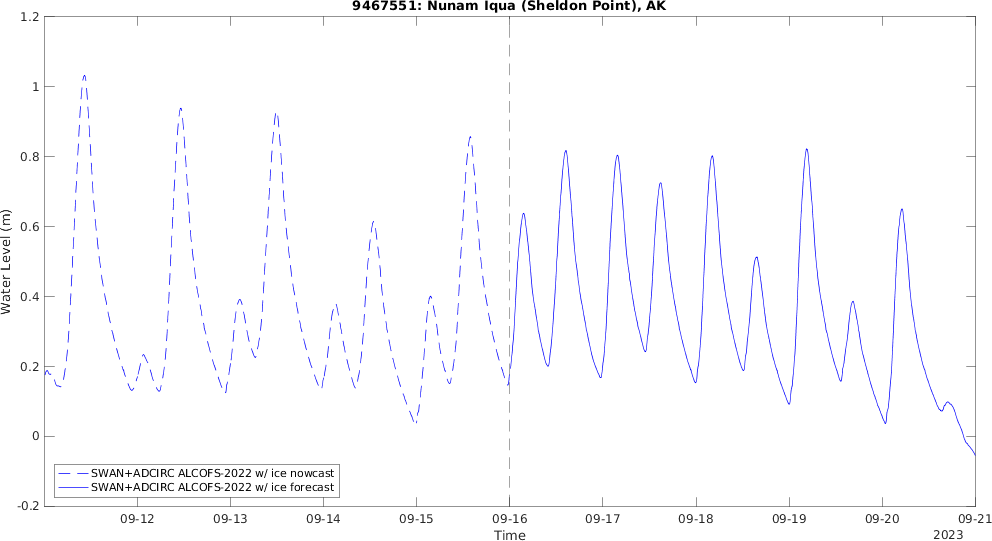 9467551: Nunam Iqua (Sheldon Point), AK
1.2
1
0.8
0.6
0.4
0.2
0
-0.2
Water Level (m)
SWAN+ADCIRC ALCOFS-2022 w/ ice nowcast
SWAN+ADCIRC ALCOFS-2022 w/ ice forecast
09-12 09-13 09-14 09-15 09-16 09-17 09-18 09-19 09-20 09-21
Time
2023